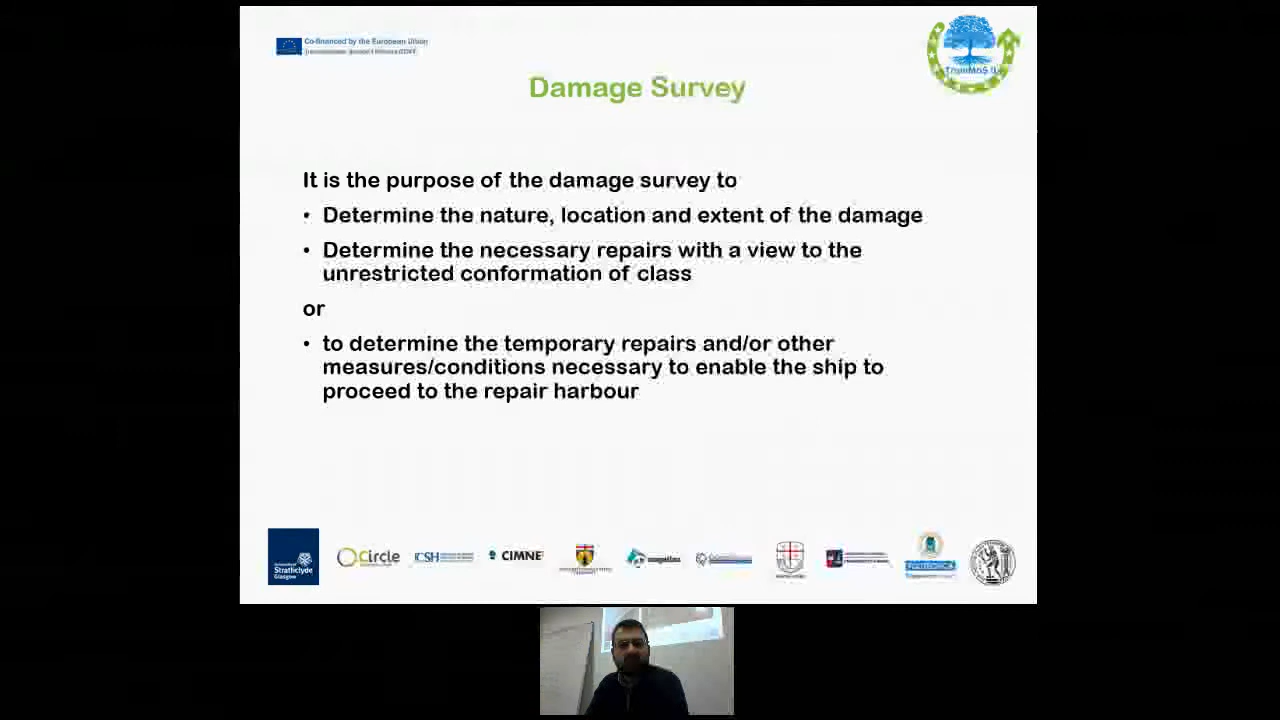 Co-financed by the European Union
Damage Survey
It is the purpose of the damage survey to
• Determine the nature, location and extent of the damage
• Determine the necessary repairs with a view to the
unrestricted conformation of class
or
• to determine the temporary repairs and/or other
measures/conditions necessary to enable the ship to
proceed to the repair harbour
Strathclyde
Glasgow
Circle
ICSH
CIMNE